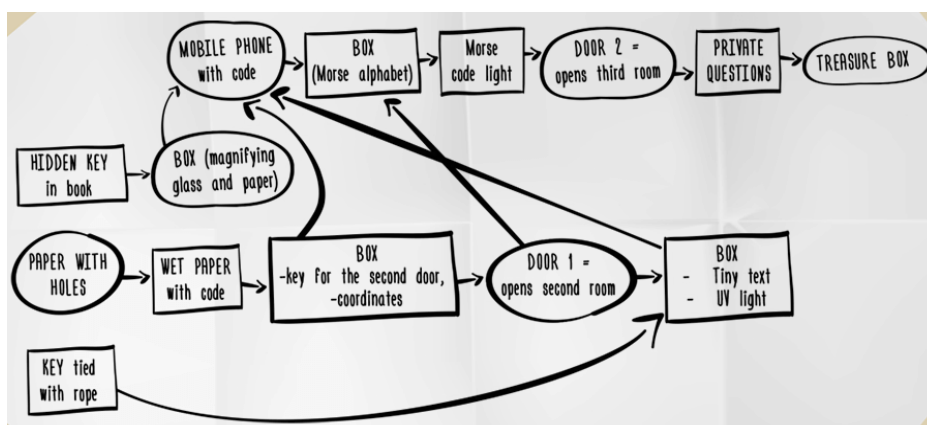 MOBILE PHONE
with code
BOX
(Morse alphabet)
Morse
code light
DOOR 2 =
opens third room
PRIVATE
QUESTIONS
TREASURE BOX
HIDDEN KEY
in book
BOX (magnifying
glass and paper)
PAPER WITH
HOLES
WET PAPER
with code
BOX
-key for the second door,
-coordinates
DOOR 1 =
opens second room
BOX
- Tiny text
- UV light
KEY tied
with rope